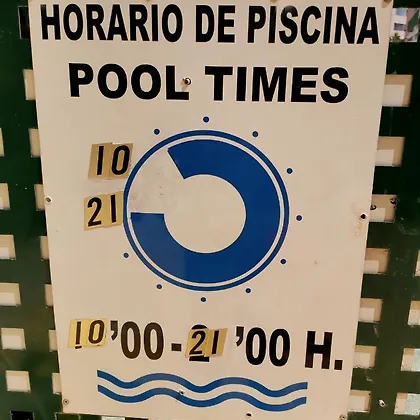 HORARIO DE PISCINA
POOL TIMES
10
21
10'00-21'00 H.